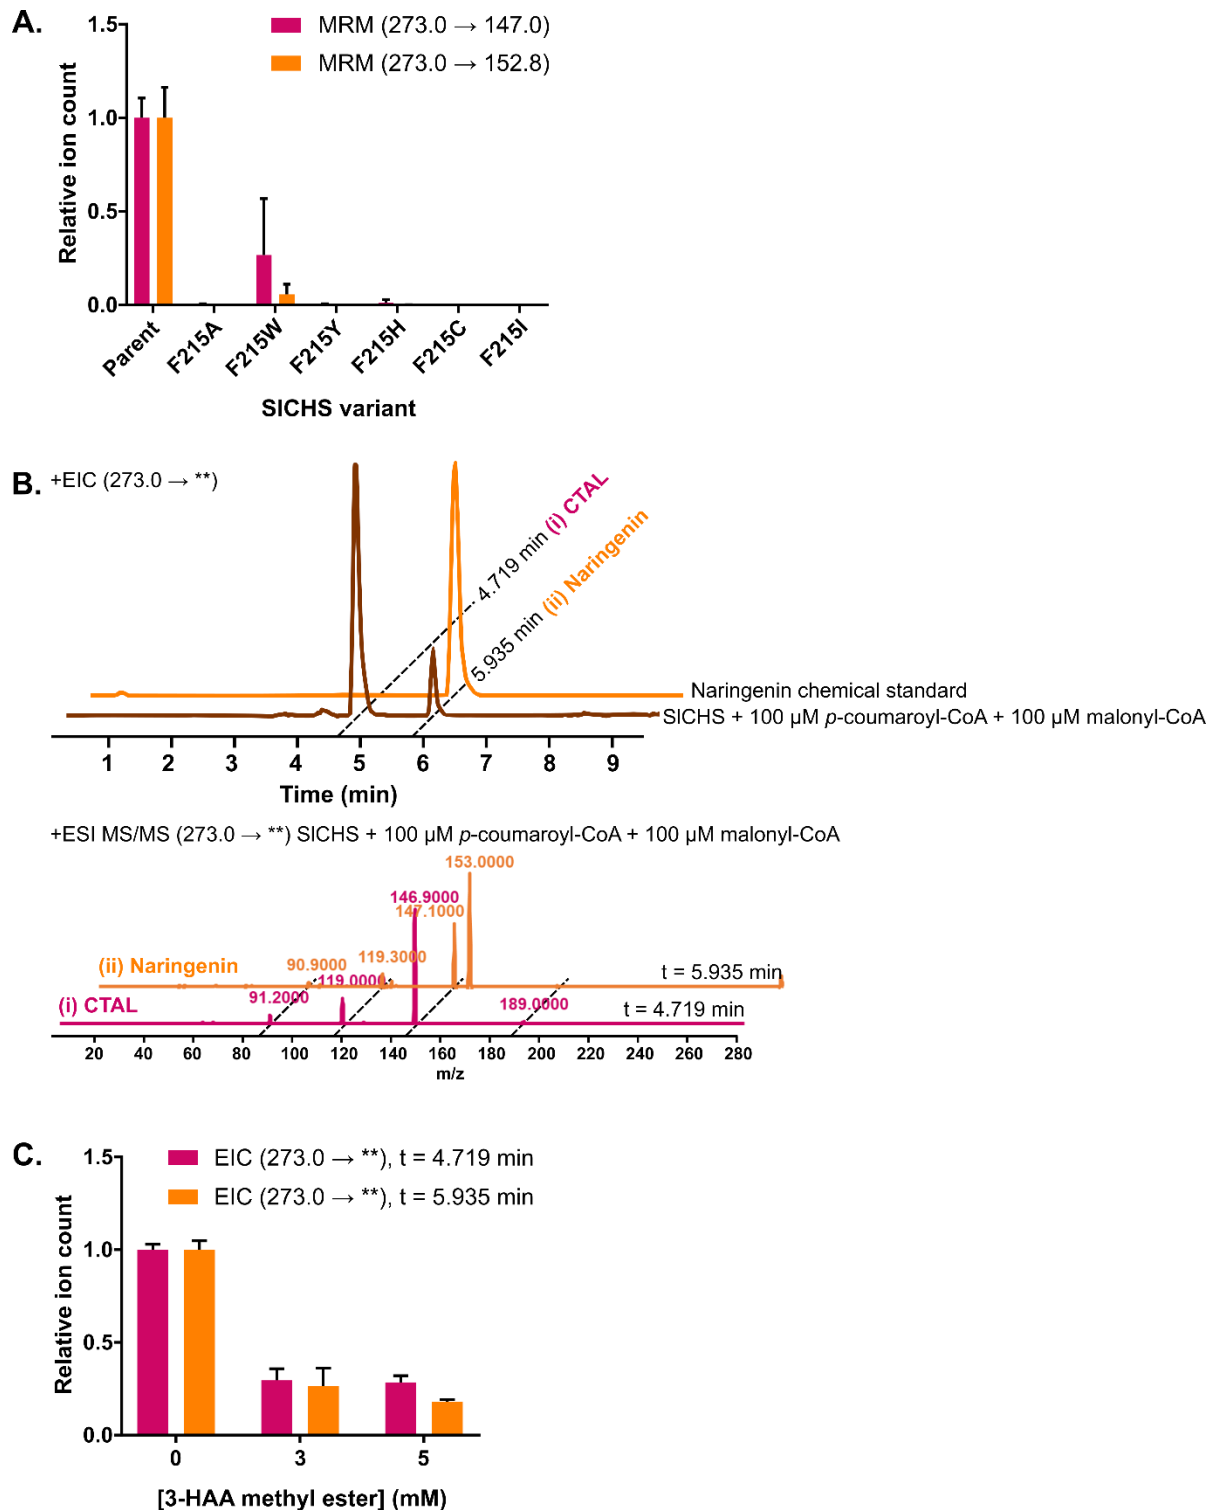 A.
1.5
1.0
0.5
0.0
Relative ion count
MRM (273.0 → 147.0)
MRM (273.0 → 152.8)
Parent
F215A
F215W
F215Y
F215H
F215C
F215I
SlCHS variant
B.
+EIC (273.0 → **)
4.719 min (i) CTAL
5.935 min (ii) Naringenin
Naringenin chemical standard
SlCHS + 100 µM p-coumaroyl-CoA + 100 µM malonyl-CoA
1 2 3 4 5 6 7 8 9
Time (min)
+ESI MS/MS (273.0 → **) SlCHS + 100 µM p-coumaroyl-CoA + 100 µM malonyl-CoA
153.0000
146.9000
147.1000
119.3000
90.9000
(ii) Naringenin
t = 5.935 min
119.0000
91.2000
189.0000
(i) CTAL
t = 4.719 min
20 40 60 80 100 120 140 160 180 200 220 240 260 280
m/z
C.
1.5
1.0
0.5
0.0
Relative ion count
EIC (273.0 → **), t = 4.719 min
EIC (273.0 → **), t = 5.935 min
0 3 5
[3-HAA methyl ester] (mM)